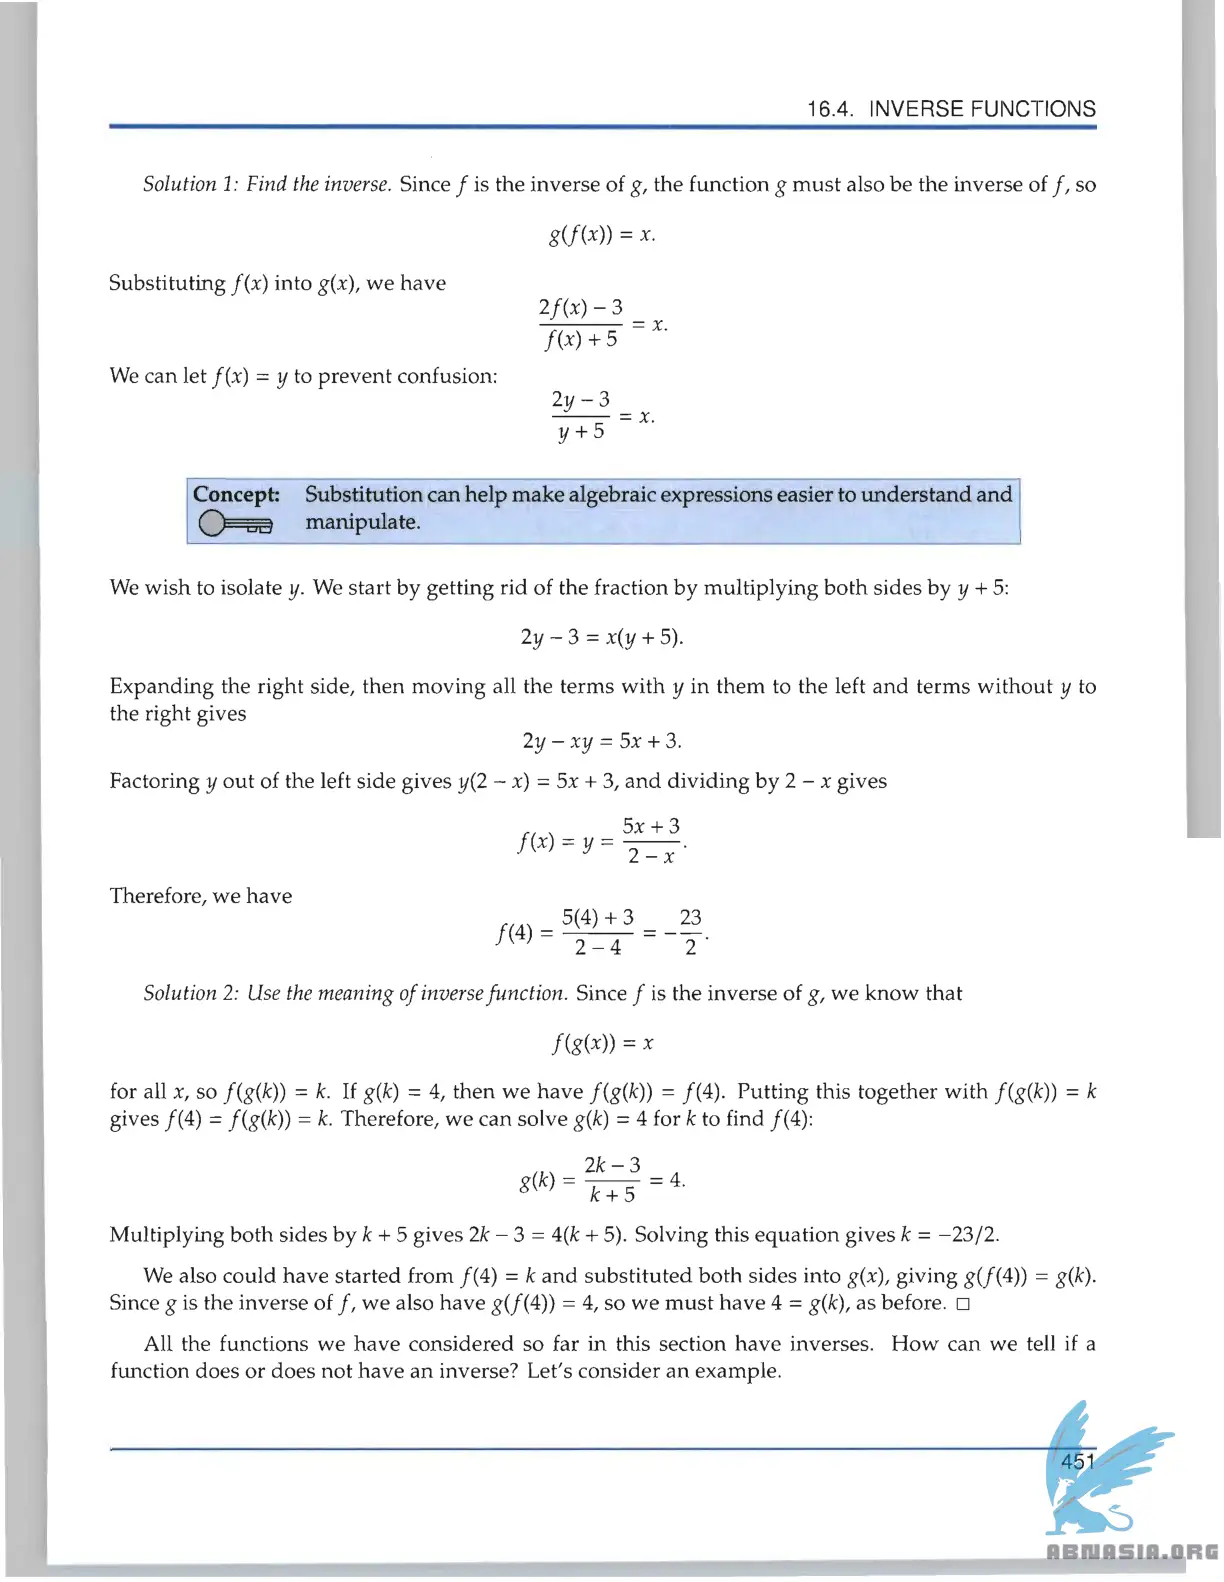 16.4. INVERSE FUNCTIONS
Solution 1: Find the inverse. Since f is the inverse of g, the function g must also be the inverse of f, so
g(f(x)) = x.
Substituting f(x) into g(x), we have
2f(x) − 3
f(x) + 5
= x.
We can let f(x) = y to prevent confusion:
2y − 3
y + 5
= x.
Concept: Substitution can help make algebraic expressions easier to understand and
manipulate.
We wish to isolate y. We start by getting rid of the fraction by multiplying both sides by y + 5:
2y − 3 = x(y + 5).
Expanding the right side, then moving all the terms with y in them to the left and terms without y to
the right gives
2y − xy = 5x + 3.
Factoring y out of the left side gives y(2 − x) = 5x + 3, and dividing by 2 − x gives
f(x) = y =
5x + 3
2 − x
.
Therefore, we have
f(4) =
5(4) + 3
2 − 4
= −
23
2
.
Solution 2: Use the meaning of inverse function. Since f is the inverse of g, we know that
f(g(x)) = x
for all x, so f(g(k)) = k. If g(k) = 4, then we have f(g(k)) = f(4). Putting this together with f(g(k)) = k
gives f(4) = f(g(k)) = k. Therefore, we can solve g(k) = 4 for k to find f(4):
g(k) =
2k − 3
k + 5
= 4.
Multiplying both sides by k + 5 gives 2k − 3 = 4(k + 5). Solving this equation gives k = −23/2.
We also could have started from f(4) = k and substituted both sides into g(x), giving g(f(4)) = g(k).
Since g is the inverse of f, we also have g(f(4)) = 4, so we must have 4 = g(k), as before. □
All the functions we have considered so far in this section have inverses. How can we tell if a
function does or does not have an inverse? Let's consider an example.
451
ABNASIA.ORG